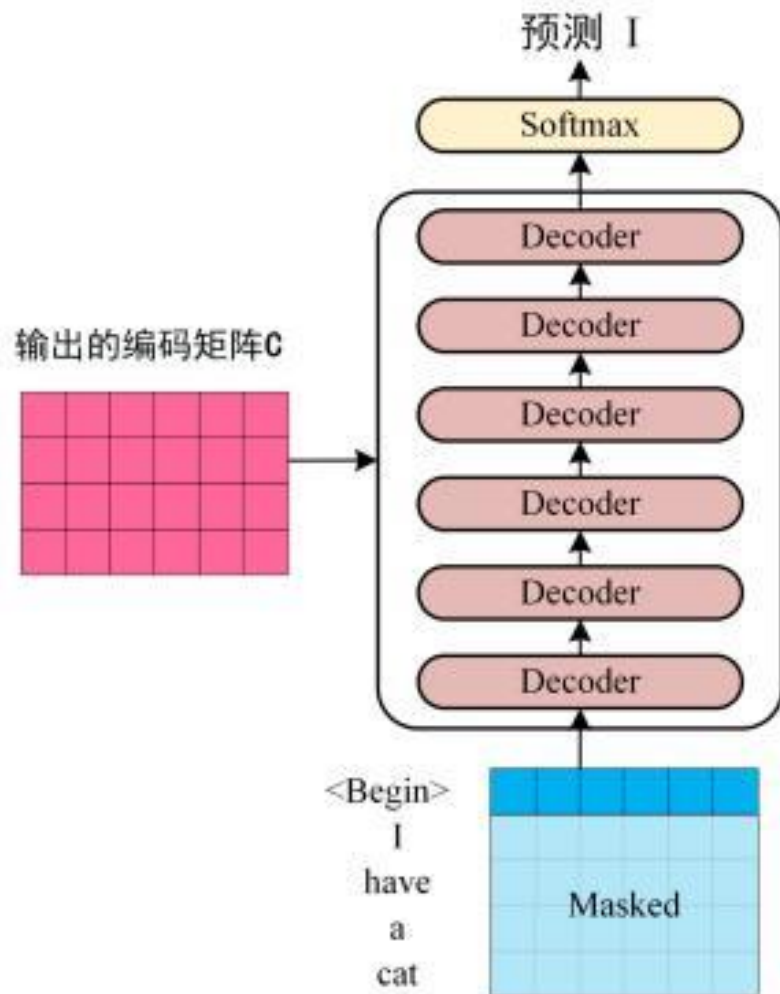 预测 I
Softmax
Decoder
Decoder
输出的编码矩阵C
Decoder
Decoder
Decoder
Decoder
<Begin>
I
have
a
cat
Masked